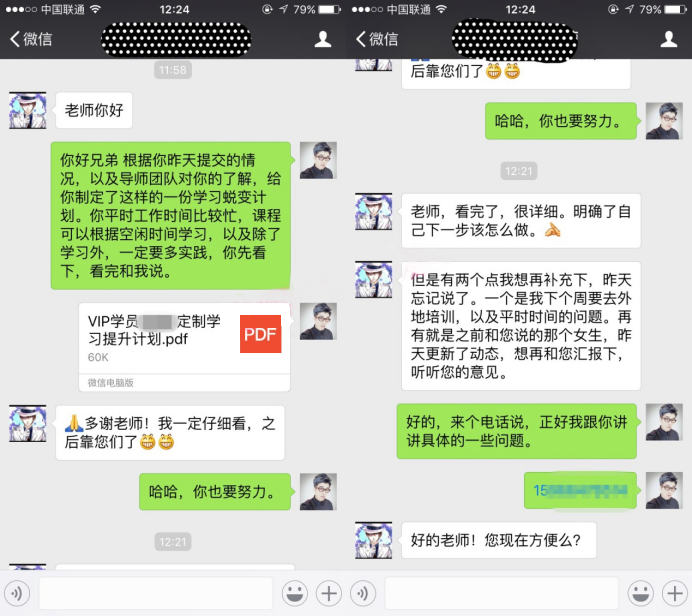 中国联通
12:24
79%
微信
11:58
老师你好
你好兄弟 根据你昨天提交的情
况，以及导师团队对你的了解，给
你制定了这样的一份学习蜕变计
划。你平时工作时间比较忙，课程
可以根据空闲时间学习，以及除了
学习外，一定要多实践，你先看
下，看完和我说。
VIP学员 定制学
习提升计划.pdf
PDF
60K
微信电脑版
多谢老师！我一定仔细看，之
后靠您们了
哈哈，你也要努力。
12:21
中国联通
12:24
79%
微信
后靠您们了
哈哈，你也要努力。
12:21
老师，看完了，很详细。明确了自
己下一步该怎么做。
但是有两个点我想再补充下，昨天
忘记说了。一个是我下个周要去外
地培训，以及平时时间的问题。再
有就是之前和您说的那个女生，昨
天更新了动态，想再和您汇报下，
听听您的意见。
好的，来个电话说，正好我跟你讲
讲具体的一些问题。
好的老师！您现在方便么？